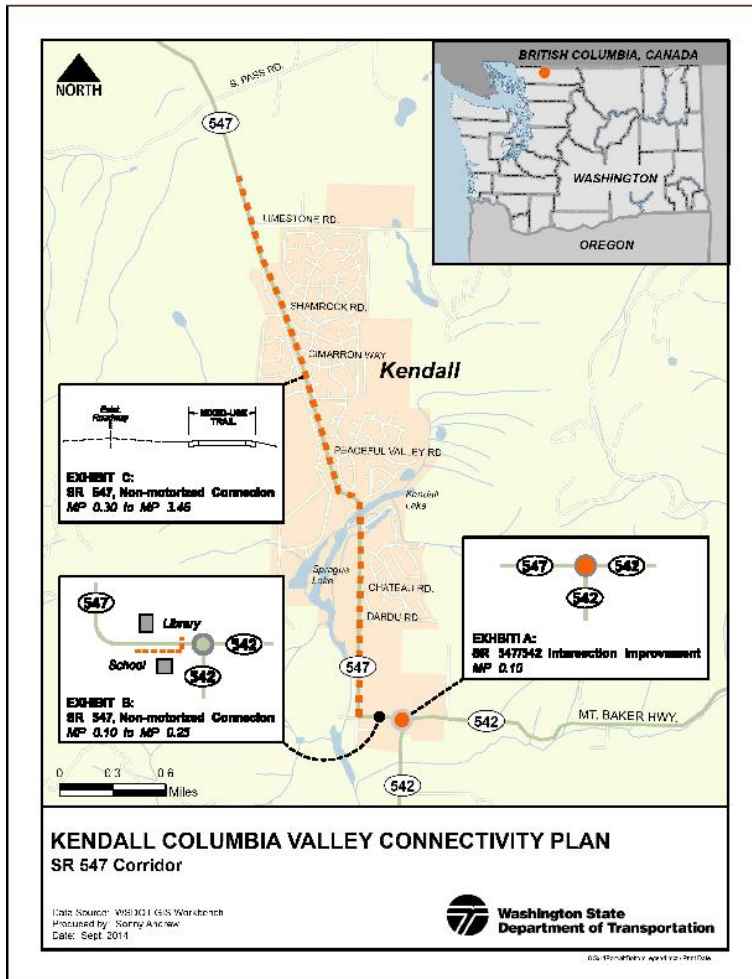 BRITISH COLUMBIA, CANADA
WASHINGTON
OREGON
NORTH
S. PASS RD.
547
LIMESTONE RD.
SHAMROCK RD.
CIMARRON WAY
Kendall
PEACEFUL VALLEY RD
Kendall
Lake
Sprague
Lake
CHATEAU RD.
DARDU RD
547
542
MT. BAKER HWY.
542
Exist.
Roadway
MIXED-USE
TRAIL
EXHIBIT C:
SR 547, Non-motorized Connection
MP 0.30 to MP 3.46
547
Library
542
School
542
EXHIBIT B:
SR 547, Non-motorized Connection
MP 0.10 to MP 0.25
547
542
542
EXHIBIT A:
SR 547/542 Intersection Improvement
MP 0.10
0 0.3 0.6
Miles
KENDALL COLUMBIA VALLEY CONNECTIVITY PLAN
SR 547 Corridor
Data Source: WSDOT GIS Workbench
Produced by: Sonny Andrew
Date: Sept. 2014
Washington State
Department of Transportation